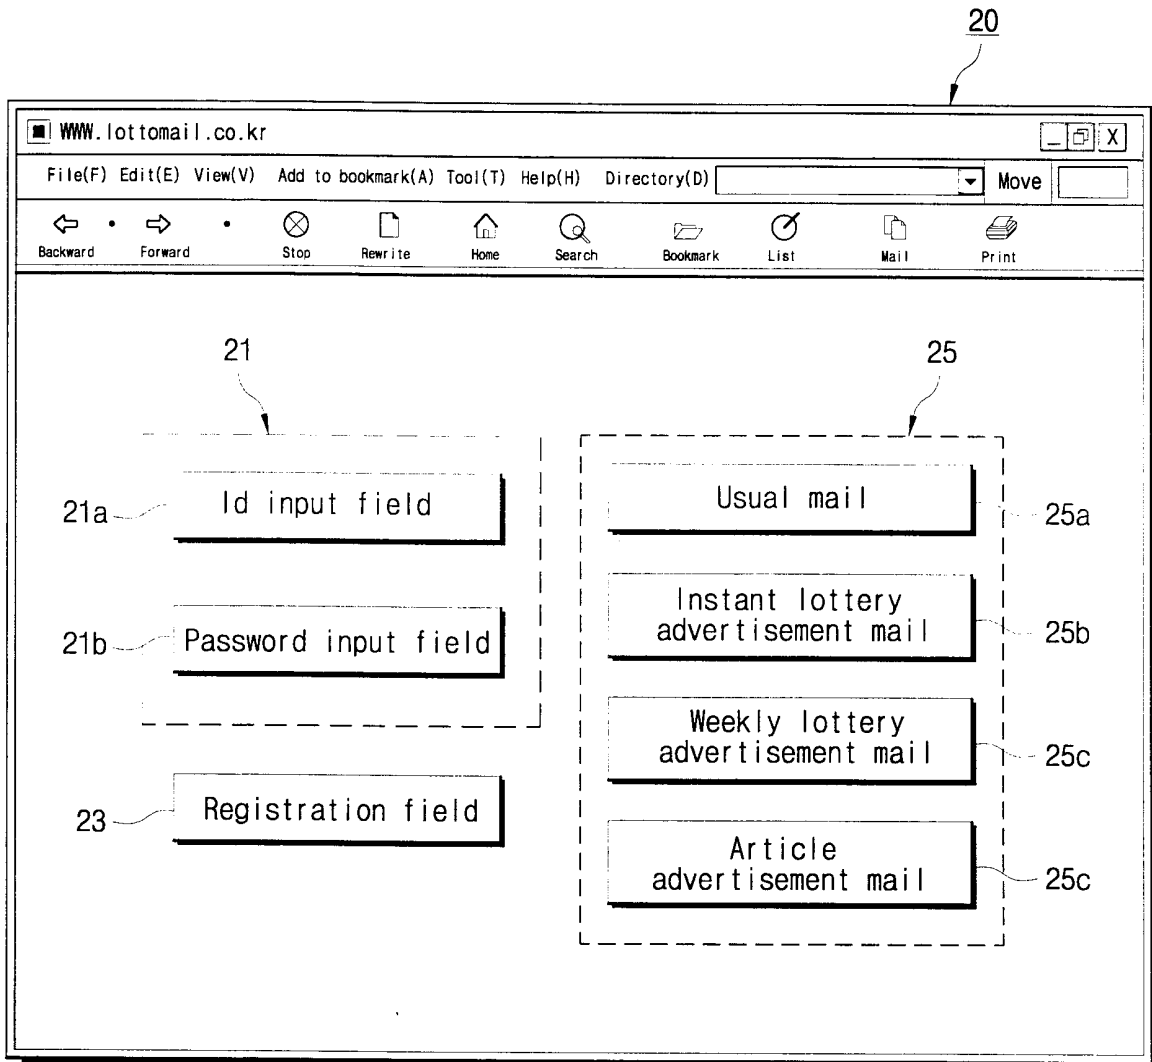 20
WWW.lottomail.co.kr
_ X
File(F) Edit(E) View(V) Add to bookmark(A) Tool(T) Help(H) Directory(D) Move
Backward Forward Stop Rewrite Home Search Bookmark List Mail Print
21 25
21a Id input field
Usual mail 25a
21b Password input field
Instant lottery
advertisement mail 25b
Weekly lottery
advertisement mail 25c
23 Registration field
Article
advertisement mail 25c